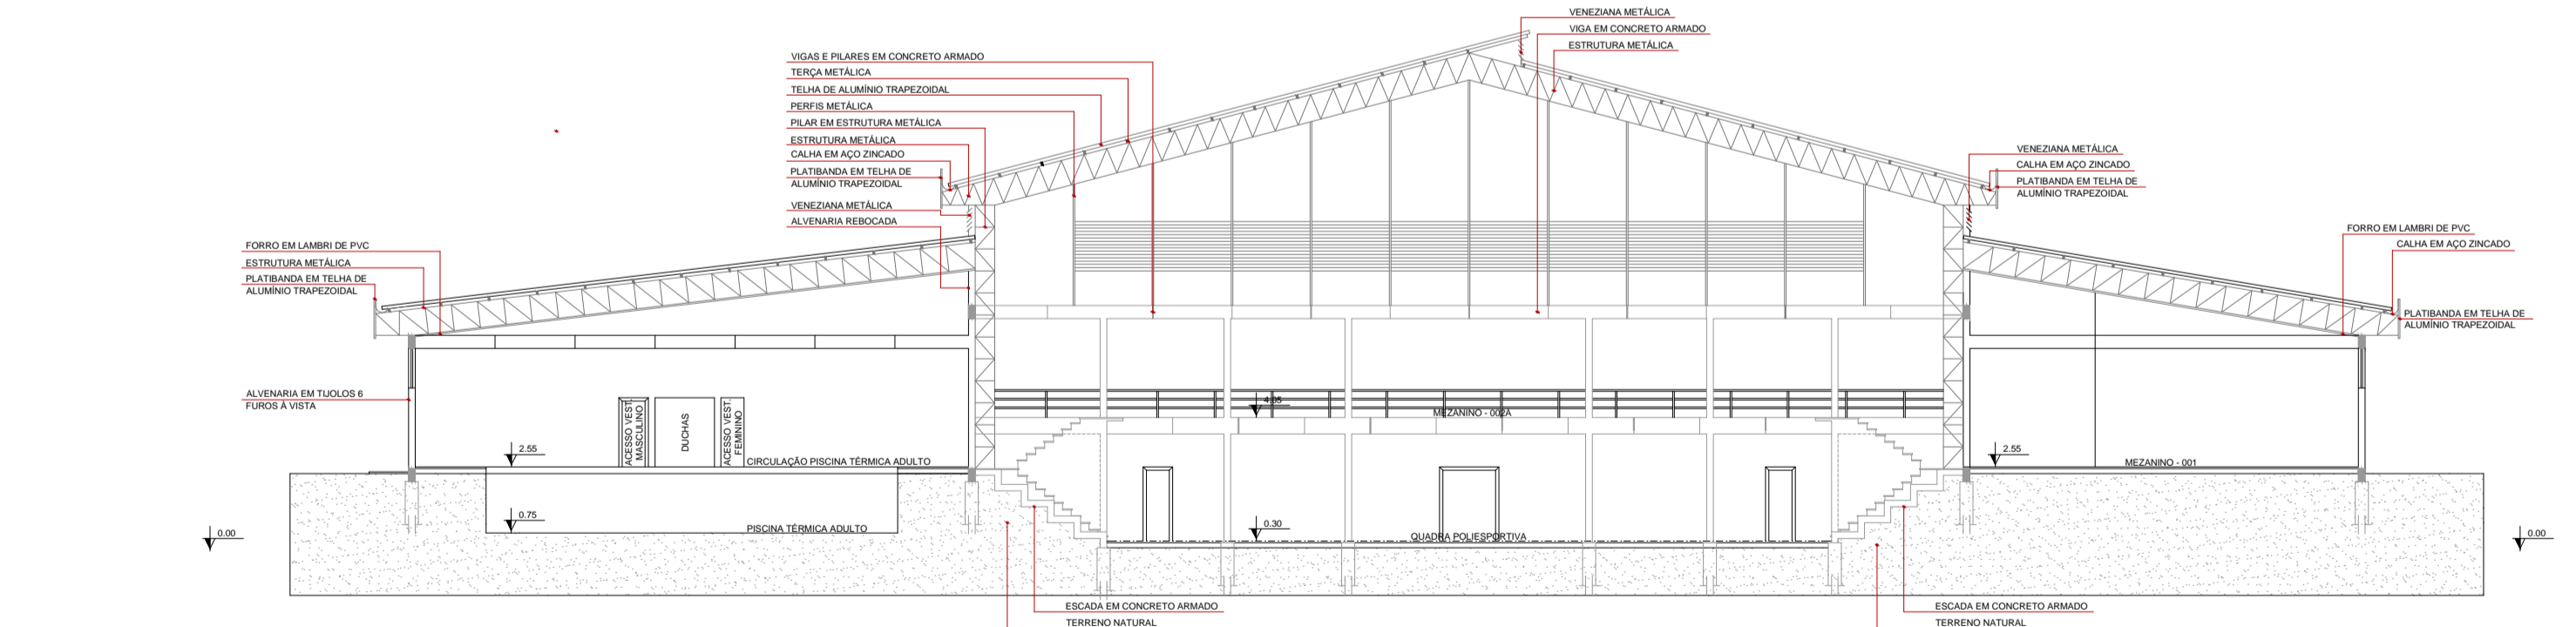 VENEZIANA METÁLICA
VIGA EM CONCRETO ARMADO
ESTRUTURA METÁLICA
VIGAS E PILARES EM CONCRETO ARMADO
TERÇA METÁLICA
TELHA DE ALUMÍNIO TRAPEZOIDAL
PERFIS METÁLICA
PILAR EM ESTRUTURA METÁLICA
ESTRUTURA METÁLICA
CALHA EM AÇO ZINCADO
PLATIBANDA EM TELHA DE
ALUMÍNIO TRAPEZOIDAL
VENEZIANA METÁLICA
ALVENARIA REBOCADA
VENEZIANA METÁLICA
CALHA EM AÇO ZINCADO
PLATIBANDA EM TELHA DE
ALUMÍNIO TRAPEZOIDAL
FORRO EM LAMBRI DE PVC
ESTRUTURA METÁLICA
PLATIBANDA EM TELHA DE
ALUMÍNIO TRAPEZOIDAL
FORRO EM LAMBRI DE PVC
CALHA EM AÇO ZINCADO
PLATIBANDA EM TELHA DE
ALUMÍNIO TRAPEZOIDAL
ALVENARIA EM TIJOLOS 6
FUROS À VISTA
ACESSO VEST.
MASCULINO
DUCHAS
ACESSO VEST.
FEMININO
4.05
MEZANINO - 002A
2.55
CIRCULAÇÃO PISCINA TÉRMICA ADULTO
2.55
MEZANINO - 001
0.75
PISCINA TÉRMICA ADULTO
0.30
QUADRA POLIESPORTIVA
0.00
0.00
ESCADA EM CONCRETO ARMADO
TERRENO NATURAL
ESCADA EM CONCRETO ARMADO
TERRENO NATURAL